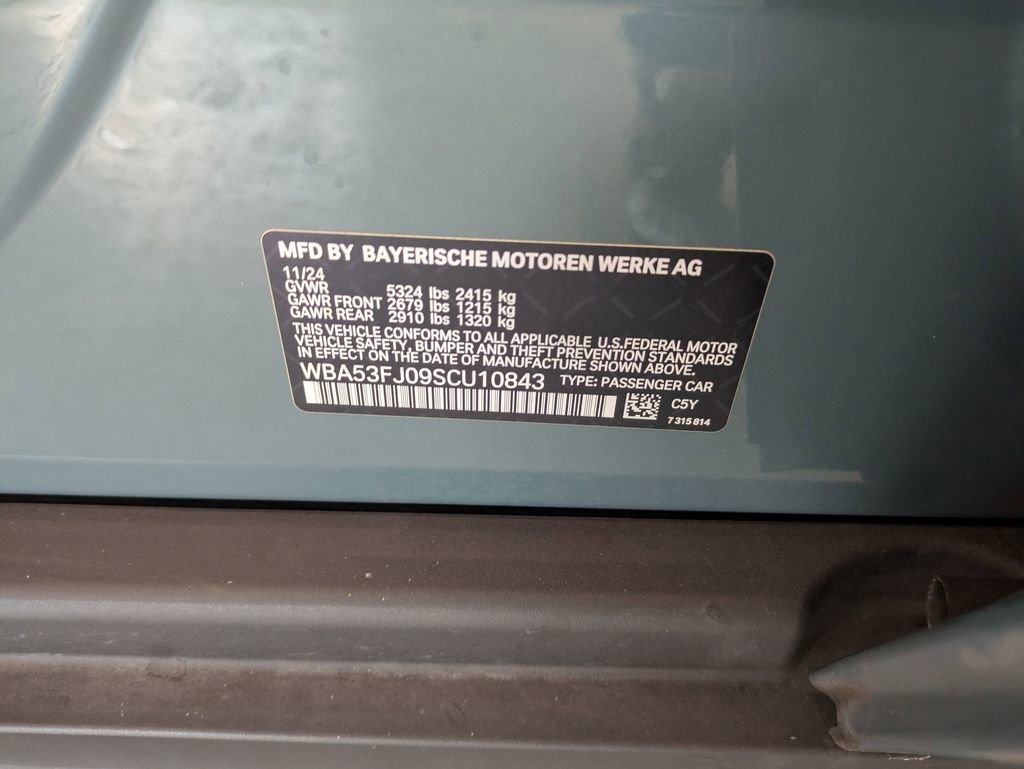 MFD BY BAYERISCHE MOTOREN WERKE AG
11/24
GVWR 5324 lbs 2415 kg
GAWR FRONT 2679 lbs 1215 kg
GAWR REAR 2910 lbs 1320 kg
THIS VEHICLE CONFORMS TO ALL APPLICABLE U.S.FEDERAL MOTOR
VEHICLE SAFETY, BUMPER AND THEFT PREVENTION STANDARDS
IN EFFECT ON THE DATE OF MANUFACTURE SHOWN ABOVE.
WBA53FJ09SCU10843 TYPE: PASSENGER CAR
C5Y
7 315 814